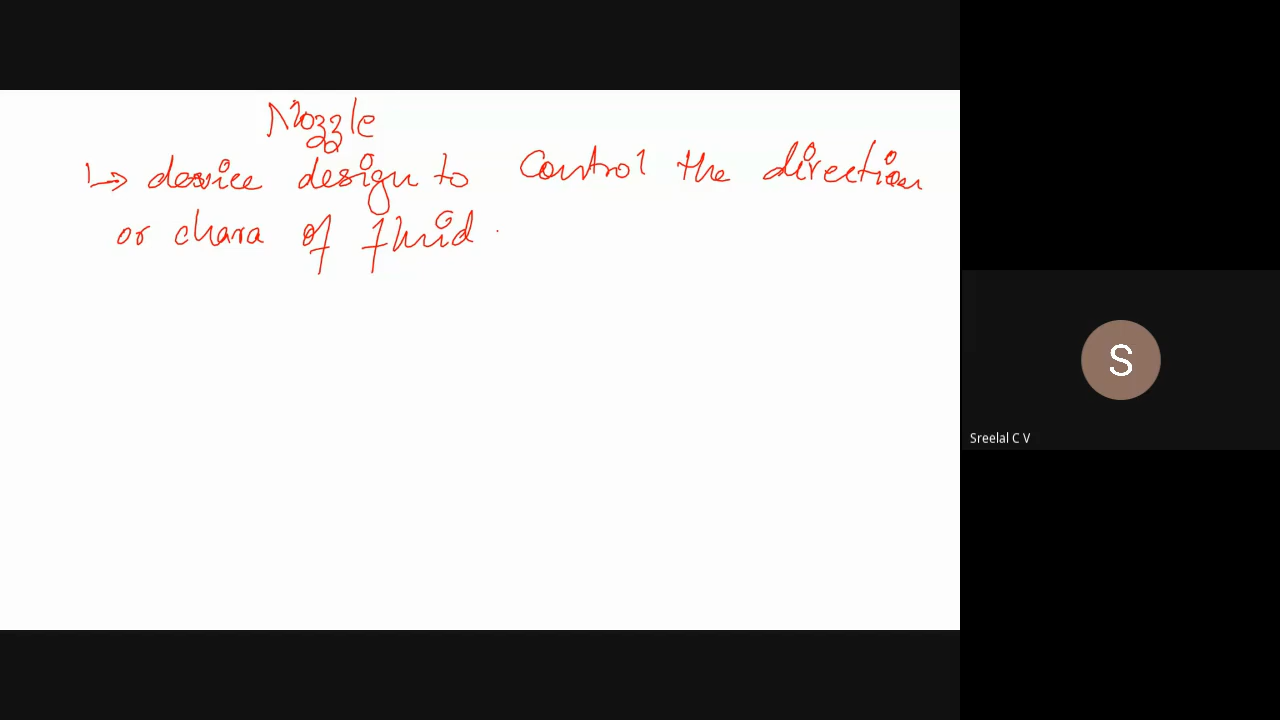 Nozzle
↳ device design to control the direction
or chara of fluid.
S
Sreelal C V